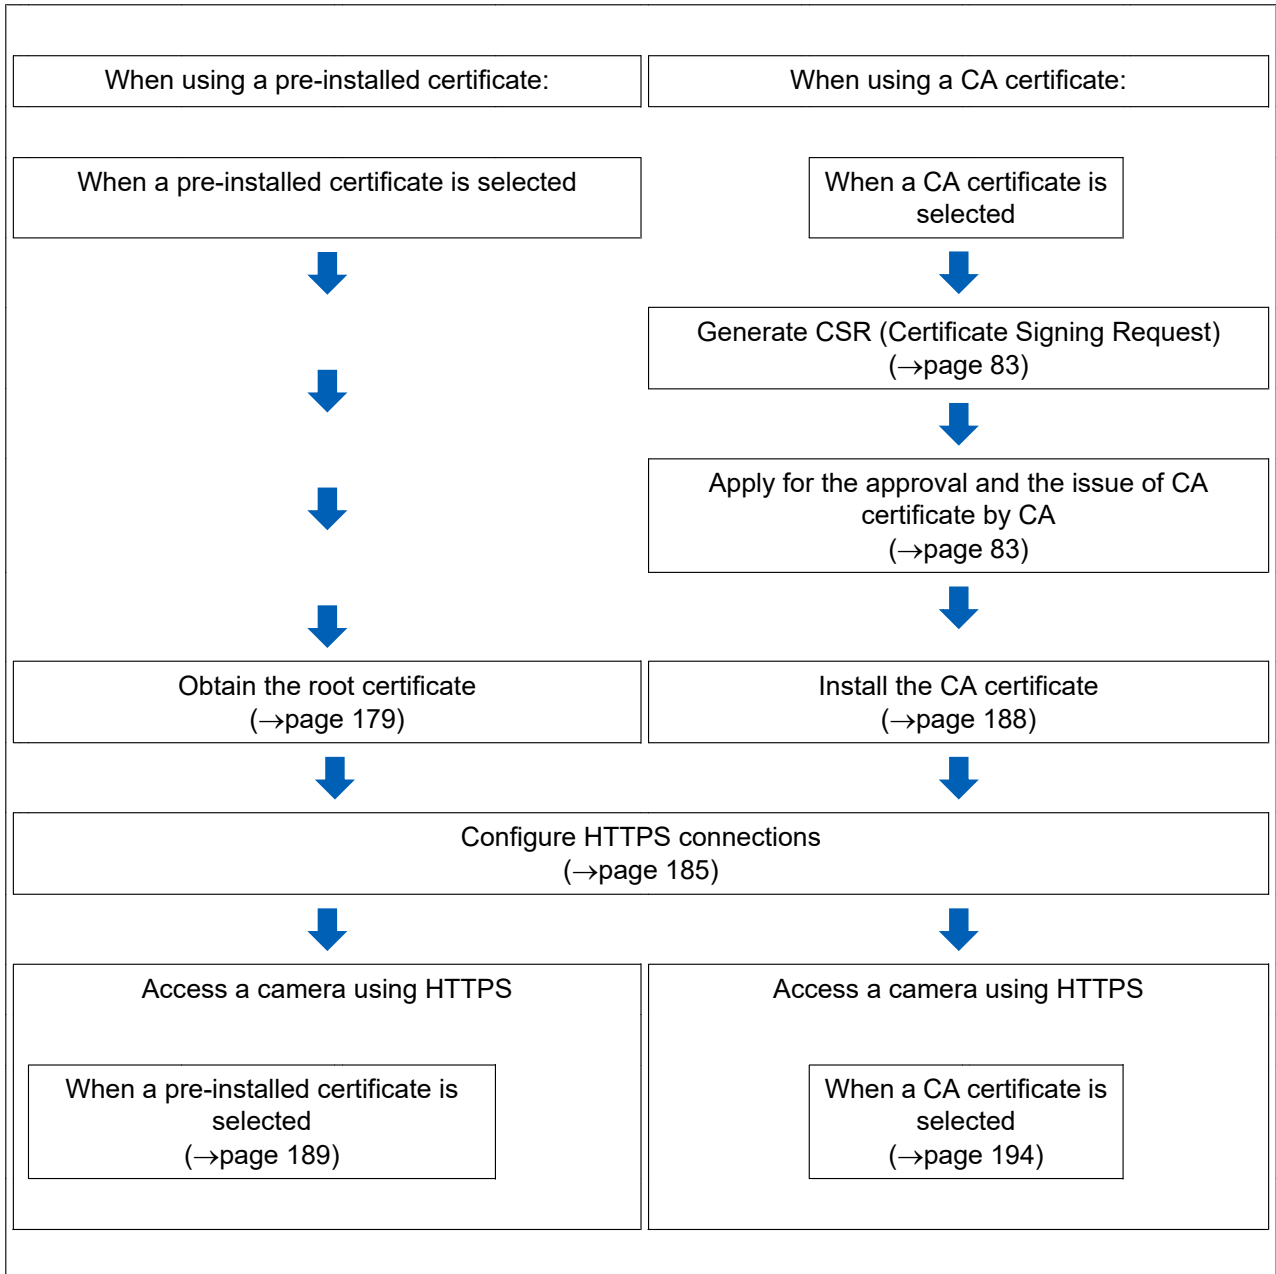 When using a pre-installed certificate:
When using a CA certificate:
When a pre-installed certificate is selected
When a CA certificate is
selected
Generate CSR (Certificate Signing Request)
(→page 83)
Apply for the approval and the issue of CA
certificate by CA
(→page 83)
Obtain the root certificate
(→page 179)
Install the CA certificate
(→page 188)
Configure HTTPS connections
(→page 185)
Access a camera using HTTPS
When a pre-installed certificate is
selected
(→page 189)
Access a camera using HTTPS
When a CA certificate is
selected
(→page 194)